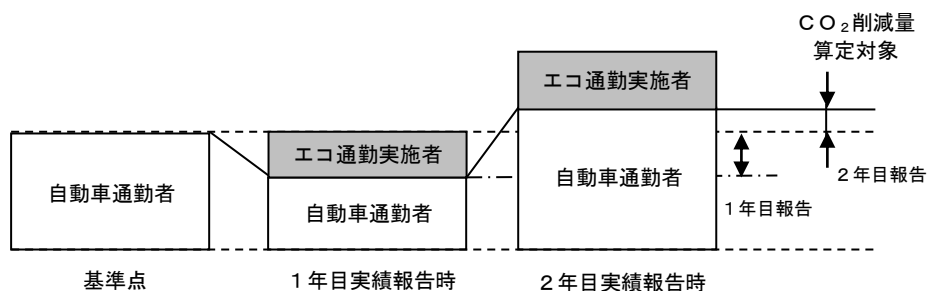 ＣＯ₂削減量
算定対象
エコ通勤実施者
エコ通勤実施者
自動車通勤者
自動車通勤者
自動車通勤者
２年目報告
１年目報告
基準点
１年目実績報告時
２年目実績報告時